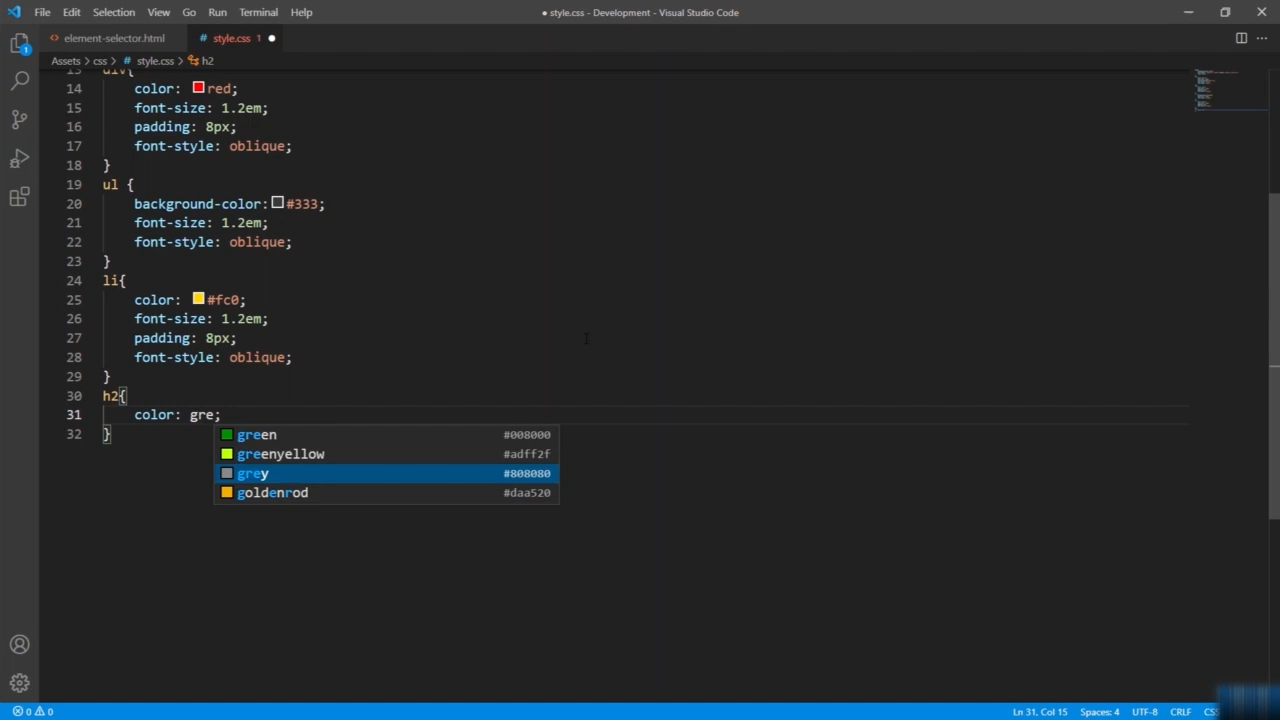 File Edit Selection View Go Run Terminal Help
● style.css - Development - Visual Studio Code
<> element-selector.html
# style.css 1 ●
Assets > css > # style.css > h2
13 div{
14 color: red;
15 font-size: 1.2em;
16 padding: 8px;
17 font-style: oblique;
18 }
19 ul {
20 background-color: #333;
21 font-size: 1.2em;
22 font-style: oblique;
23 }
24 li{
25 color: #fc0;
26 font-size: 1.2em;
27 padding: 8px;
28 font-style: oblique;
29 }
30 h2{
31 color: gre;
32 }
green #008000
greenyellow #adff2f
grey #808080
goldenrod #daa520
1
0 0
Ln 31, Col 15 Spaces: 4 UTF-8 CRLF CSS